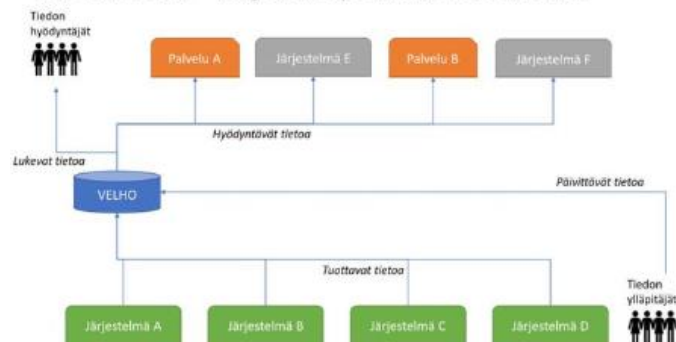 Tiedon
hyödyntäjät
Palvelu A
Järjestelmä E
Palvelu B
Järjestelmä F
Hyödyntävät tietoa
Lukevat tietoa
VELHO
Päivittävät tietoa
Tuottavat tietoa
Tiedon
ylläpitäjät
Järjestelmä A
Järjestelmä B
Järjestelmä C
Järjestelmä D